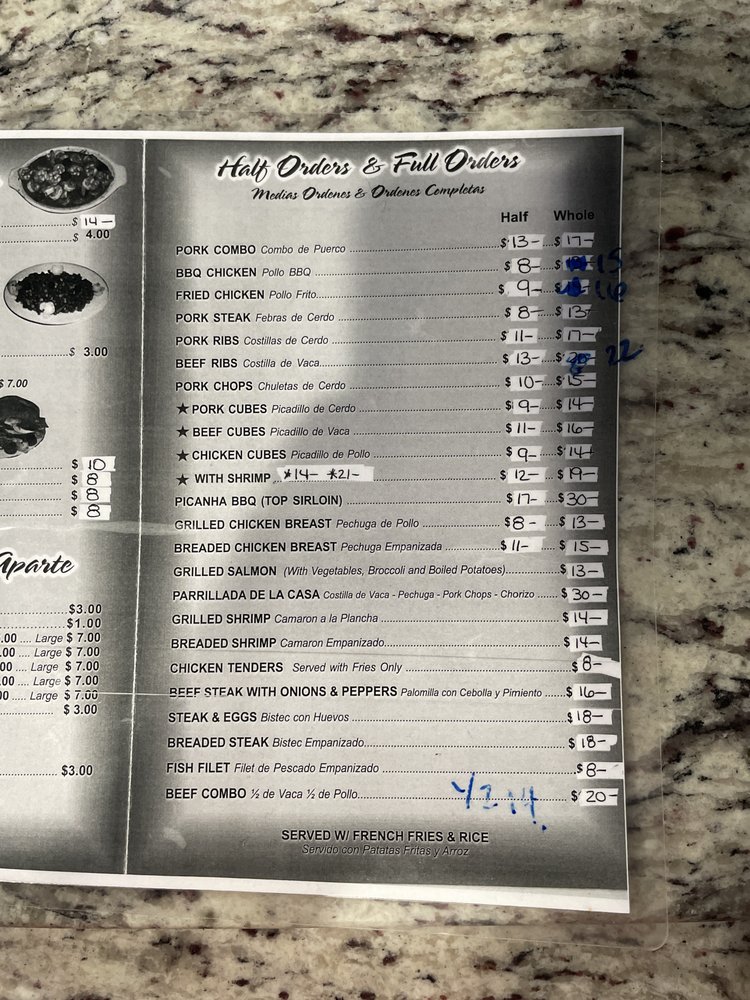 $ 14-
$ 4.00
$ 3.00
$ 7.00
$ 10
$ 8
$ 8
$ 8
Aparte
$3.00
$1.00
.00 .... Large $ 7.00
.00 .... Large $ 7.00
00 .... Large $ 7.00
.00 .... Large $ 7.00
00 .... Large $ 7.00
$ 3.00
$3.00
Half Orders & Full Orders
Medias Ordenes & Ordenes Completas
Half Whole
PORK COMBO Combo de Puerco $ 13- $ 17-
BBQ CHICKEN Pollo BBQ $ 8- $ 15
FRIED CHICKEN Pollo Frito $ 9- $ 16
PORK STEAK Febras de Cerdo $ 8- $ 13-
PORK RIBS Costillas de Cerdo $ 11- $ 17-
BEEF RIBS Costilla de Vaca $ 13- $ 22
PORK CHOPS Chuletas de Cerdo $ 10- $ 15-
★ PORK CUBES Picadillo de Cerdo $ 9- $ 14-
★ BEEF CUBES Picadillo de Vaca $ 11- $ 16-
★ CHICKEN CUBES Picadillo de Pollo $ 9- $ 14-
★ WITH SHRIMP *14- *21- $ 12- $ 19-
PICANHA BBQ (TOP SIRLOIN) $ 17- $ 30-
GRILLED CHICKEN BREAST Pechuga de Pollo $ 8- $ 13-
BREADED CHICKEN BREAST Pechuga Empanizada $ 11- $ 15-
GRILLED SALMON (With Vegetables, Broccoli and Boiled Potatoes) $ 13-
PARRILLADA DE LA CASA Costilla de Vaca - Pechuga - Pork Chops - Chorizo $ 30-
GRILLED SHRIMP Camaron a la Plancha $ 14-
BREADED SHRIMP Camaron Empanizado $ 14-
CHICKEN TENDERS Served with Fries Only $ 8-
BEEF STEAK WITH ONIONS & PEPPERS Palomilla con Cebolla y Pimiento $ 16-
STEAK & EGGS Bistec con Huevos $ 18-
BREADED STEAK Bistec Empanizado $ 18-
FISH FILET Filet de Pescado Empanizado $ 8-
BEEF COMBO ½ de Vaca ½ de Pollo $ 20-
SERVED W/ FRENCH FRIES & RICE
Servido con Patatas Fritas y Arroz